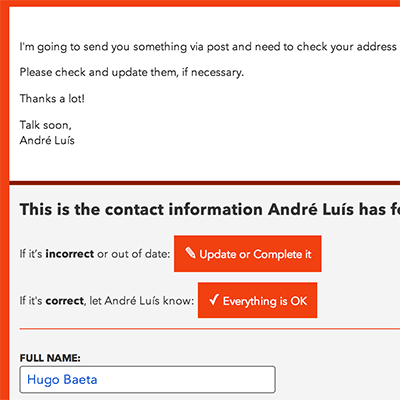 I'm going to send you something via post and need to check your address
Please check and update them, if necessary.
Thanks a lot!
Talk soon,
André Luís
This is the contact information André Luís has
If it's incorrect or out of date: ✎ Update or Complete it
If it's correct, let André Luís know: ✓ Everything is OK
FULL NAME:
Hugo Baeta